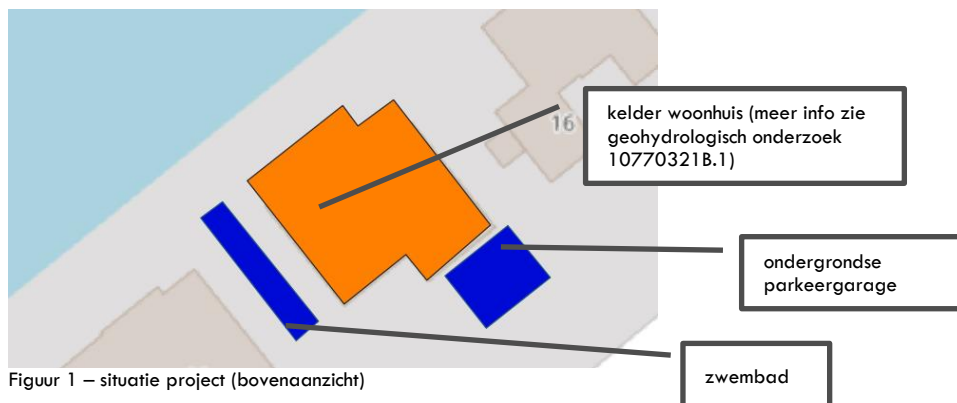 kelder woonhuis (meer info zie
geohydrologisch onderzoek
10770321B.1)
16
ondergrondse
parkeergarage
zwembad
Figuur 1 – situatie project (bovenaanzicht)